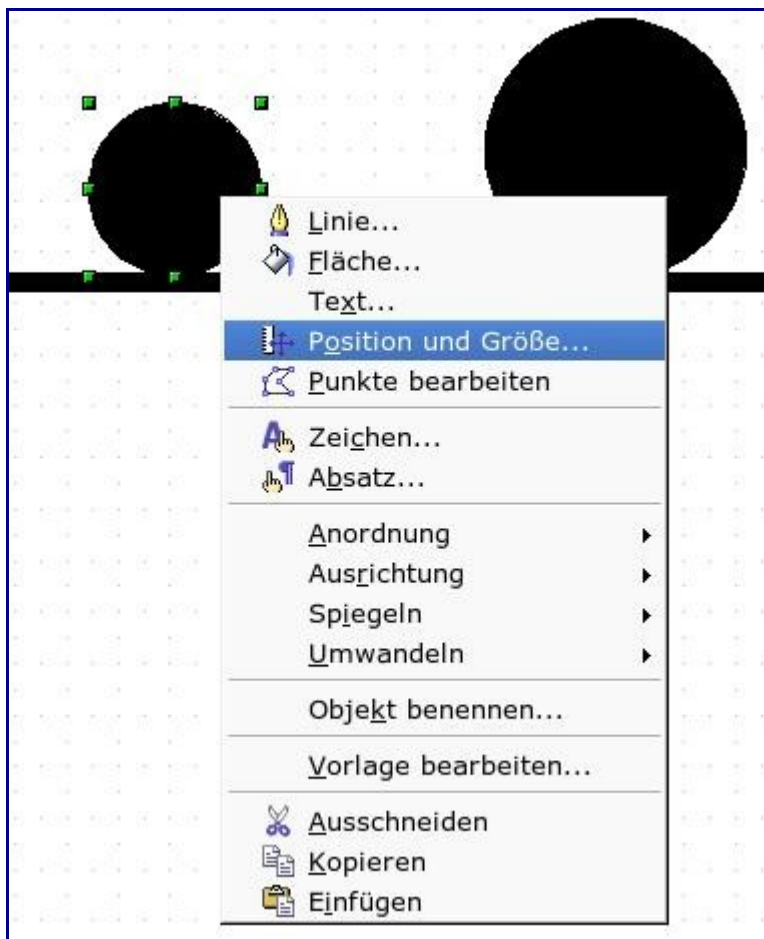 Linie...
Fläche...
Text...
Position und Größe...
Punkte bearbeiten
Zeichen...
Absatz...
Anordnung
Ausrichtung
Spiegeln
Umwandeln
Objekt benennen...
Vorlage bearbeiten...
Ausschneiden
Kopieren
Einfügen